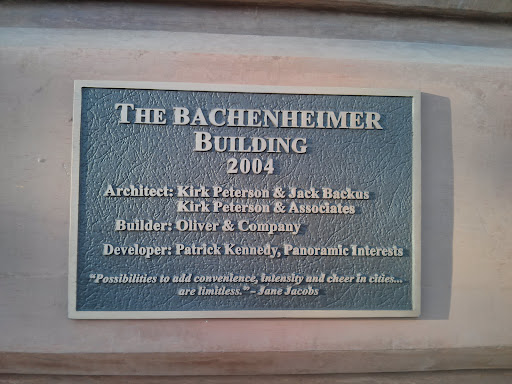 THE BACHENHEIMER
BUILDING
2004
Architect: Kirk Peterson & Jack Backus
Kirk Peterson & Associates
Builder: Oliver & Company
Developer: Patrick Kennedy, Panoramic Interests
"Possibilities to add convenience, intensity and cheer in cities...
are limitless." – Jane Jacobs